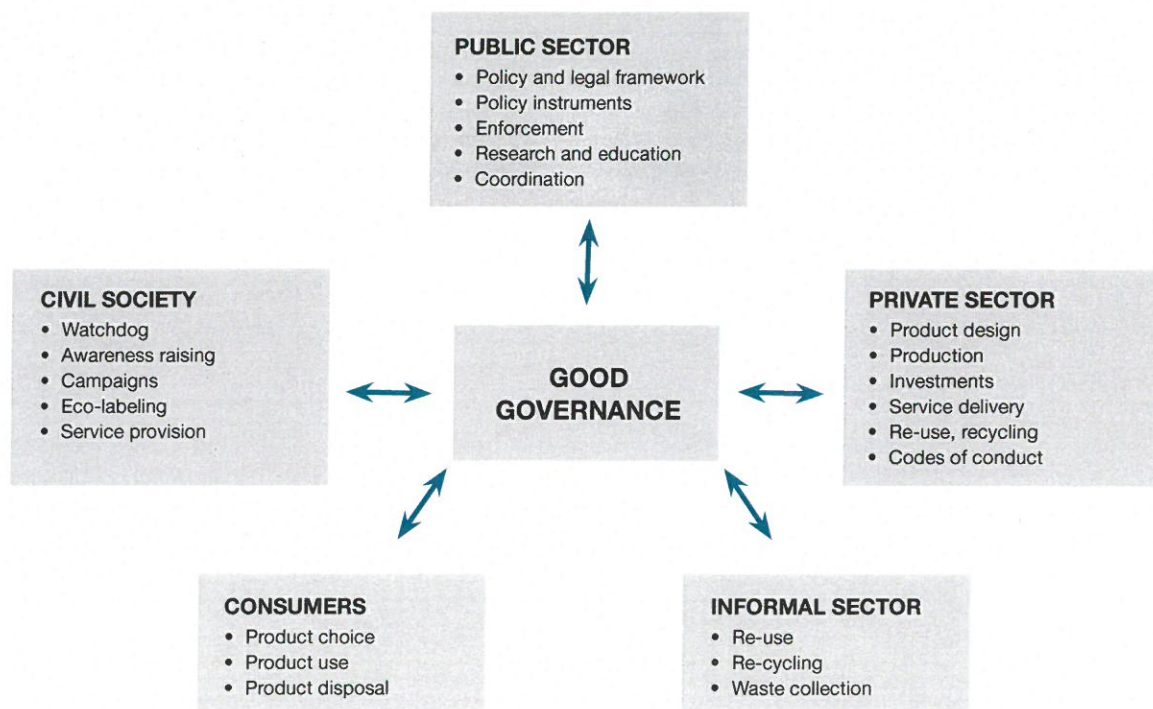 PUBLIC SECTOR
• Policy and legal framework
• Policy instruments
• Enforcement
• Research and education
• Coordination
CIVIL SOCIETY
• Watchdog
• Awareness raising
• Campaigns
• Eco-labeling
• Service provision
GOOD
GOVERNANCE
PRIVATE SECTOR
• Product design
• Production
• Investments
• Service delivery
• Re-use, recycling
• Codes of conduct
CONSUMERS
• Product choice
• Product use
• Product disposal
INFORMAL SECTOR
• Re-use
• Re-cycling
• Waste collection